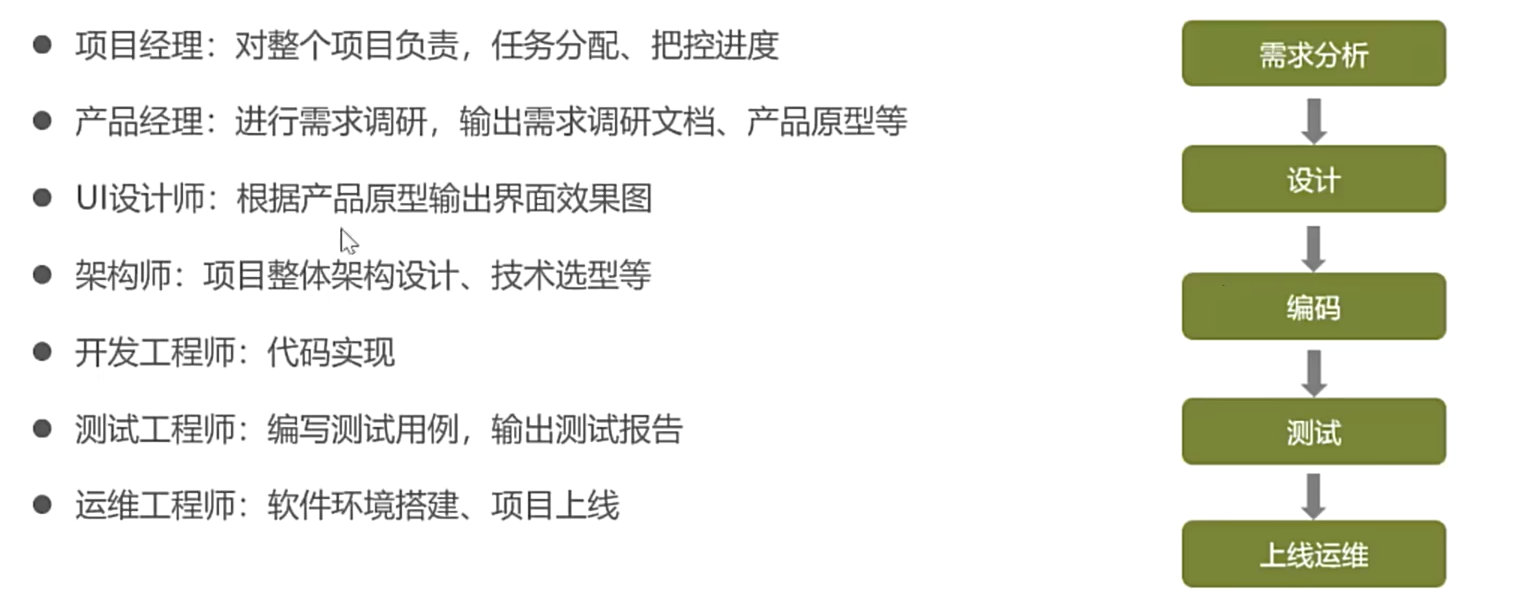 项目经理：对整个项目负责，任务分配、把控进度
产品经理：进行需求调研，输出需求调研文档、产品原型等
UI设计师：根据产品原型输出界面效果图
架构师：项目整体架构设计、技术选型等
开发工程师：代码实现
测试工程师：编写测试用例，输出测试报告
运维工程师：软件环境搭建、项目上线
需求分析
设计
编码
测试
上线运维